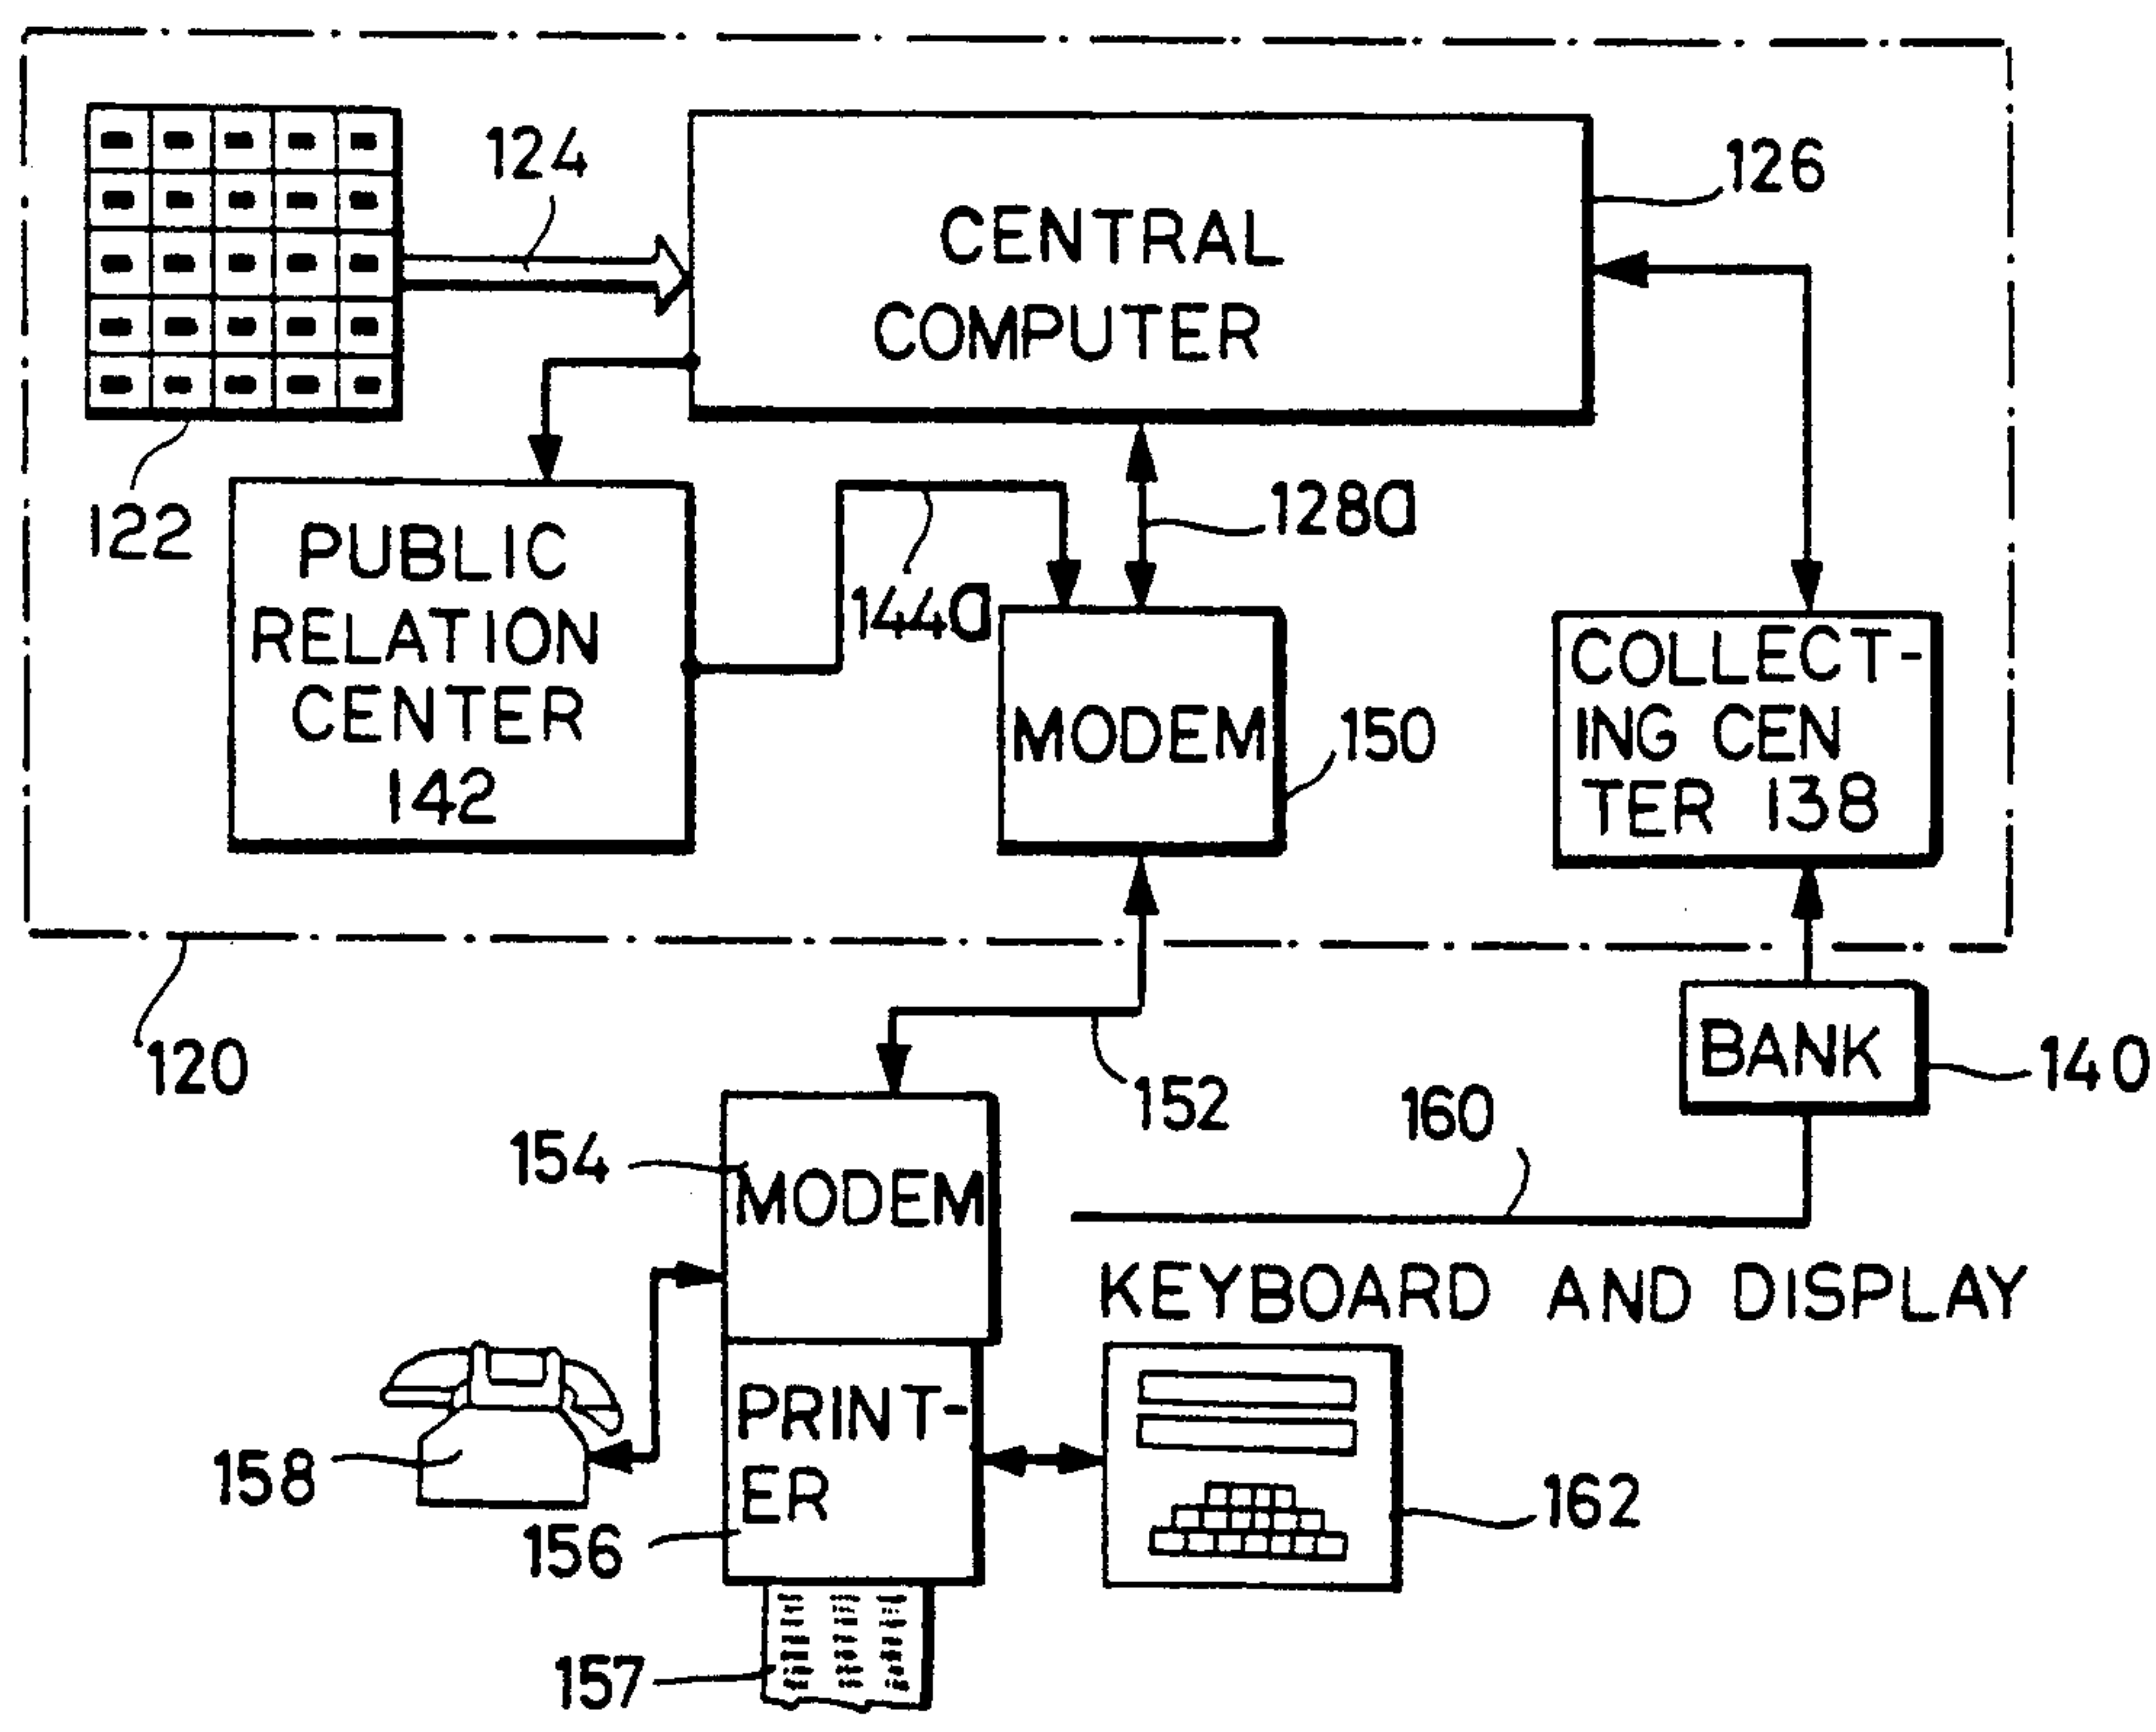 124
126
CENTRAL
COMPUTER
122
128a
PUBLIC
RELATION
CENTER
142
144a
MODEM
150
COLLECT-
ING CEN
TER 138
120
152
BANK
140
160
154
MODEM
KEYBOARD AND DISPLAY
PRINT-
ER
158
156
162
157